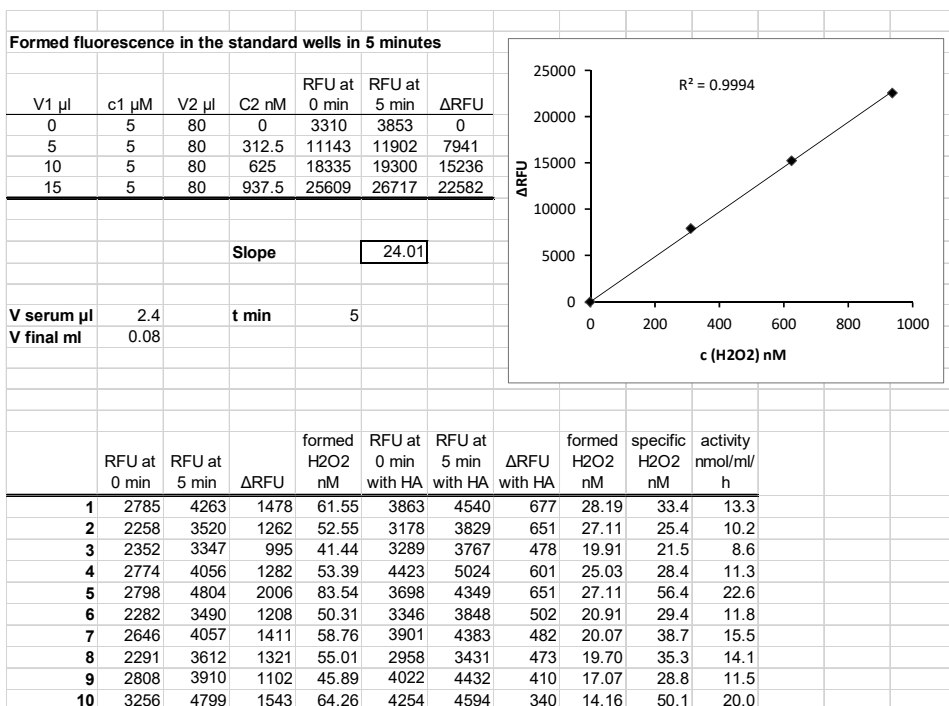 Formed fluorescence in the standard wells in 5 minutes
RFU at RFU at
V1 µl c1 µM V2 µl C2 nM 0 min 5 min ΔRFU
0 5 80 0 3310 3853 0
5 5 80 312.5 11143 11902 7941
10 5 80 625 18335 19300 15236
15 5 80 937.5 25609 26717 22582
Slope 24.01
V serum µl 2.4 t min 5
V final ml 0.08
R² = 0.9994
25000
20000
15000
10000
5000
0
ΔRFU
0 200 400 600 800 1000
c (H2O2) nM
formed RFU at RFU at formed specific activity
RFU at RFU at H2O2 0 min 5 min ΔRFU H2O2 H2O2 nmol/ml/
0 min 5 min ΔRFU nM with HA with HA with HA nM nM h
1 2785 4263 1478 61.55 3863 4540 677 28.19 33.4 13.3
2 2258 3520 1262 52.55 3178 3829 651 27.11 25.4 10.2
3 2352 3347 995 41.44 3289 3767 478 19.91 21.5 8.6
4 2774 4056 1282 53.39 4423 5024 601 25.03 28.4 11.3
5 2798 4804 2006 83.54 3698 4349 651 27.11 56.4 22.6
6 2282 3490 1208 50.31 3346 3848 502 20.91 29.4 11.8
7 2646 4057 1411 58.76 3901 4383 482 20.07 38.7 15.5
8 2291 3612 1321 55.01 2958 3431 473 19.70 35.3 14.1
9 2808 3910 1102 45.89 4022 4432 410 17.07 28.8 11.5
10 3256 4799 1543 64.26 4254 4594 340 14.16 50.1 20.0